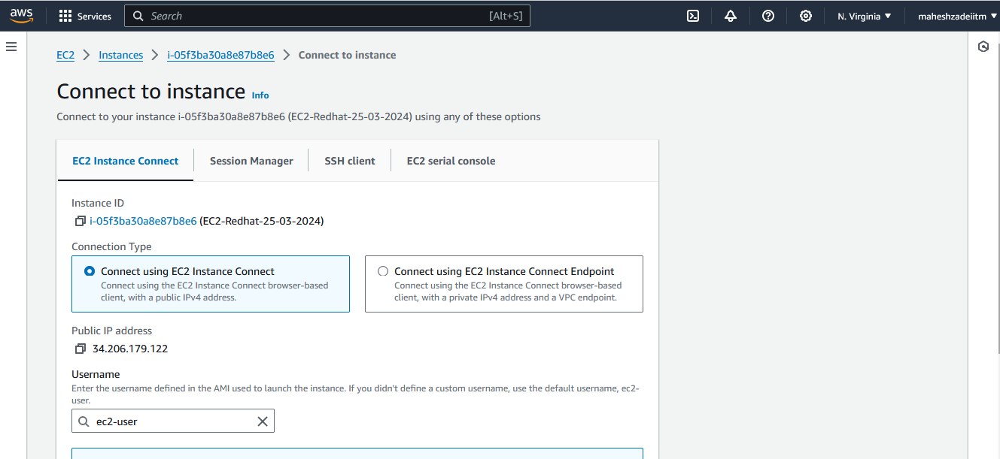 aws
Services
Search [Alt+S]
N. Virginia
maheshzadeiitm
EC2 Instances i-05f3ba30a8e87b8e6 Connect to instance
Connect to instance Info
Connect to your instance i-05f3ba30a8e87b8e6 (EC2-Redhat-25-03-2024) using any of these options
EC2 Instance Connect Session Manager SSH client EC2 serial console
Instance ID
i-05f3ba30a8e87b8e6 (EC2-Redhat-25-03-2024)
Connection Type
Connect using EC2 Instance Connect
Connect using the EC2 Instance Connect browser-based
client, with a public IPv4 address.
Connect using EC2 Instance Connect Endpoint
Connect using the EC2 Instance Connect browser-based
client, with a private IPv4 address and a VPC endpoint.
Public IP address
34.206.179.122
Username
Enter the username defined in the AMI used to launch the instance. If you didn't define a custom username, use the default username, ec2-
user.
ec2-user